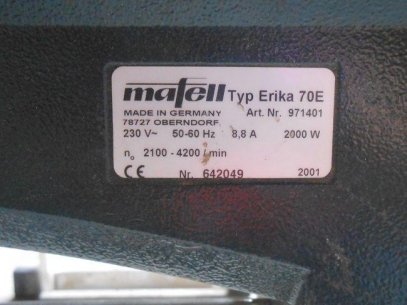 mafell Typ Erika 70E
MADE IN GERMANY Art. Nr. 971401
78727 OBERNDORF.
230 V~ 50-60 Hz 8,8 A 2000 W
n₀ 2100 - 4200 / min
CE Nr. 642049 2001